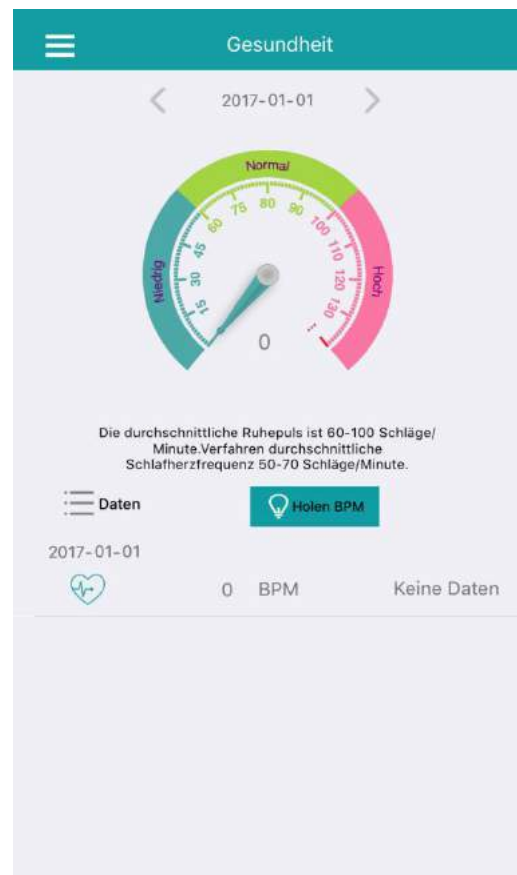 Gesundheit
2017-01-01
Niedrig
Normal
Hoch
15
30
45
60
75
80
90
100
110
120
130
...
0
Die durchschnittliche Ruhepuls ist 60-100 Schläge/
Minute.Verfahren durchschnittliche
Schlafherzfrequenz 50-70 Schläge/Minute.
Daten
Holen BPM
2017-01-01
0 BPM Keine Daten